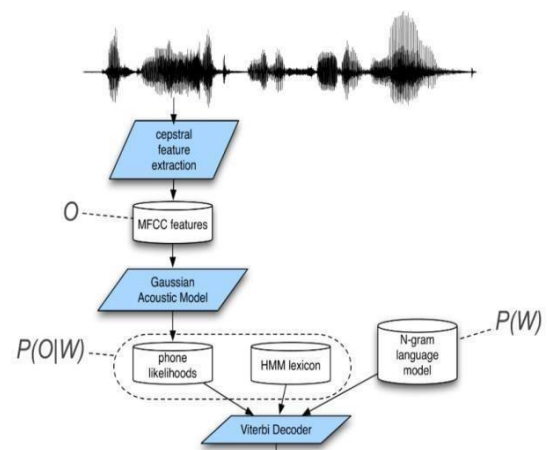 cepstral
feature
extraction
O
MFCC features
Gaussian
Acoustic Model
P(O|W)
phone
likelihoods
HMM lexicon
N-gram
language
model
P(W)
Viterbi Decoder